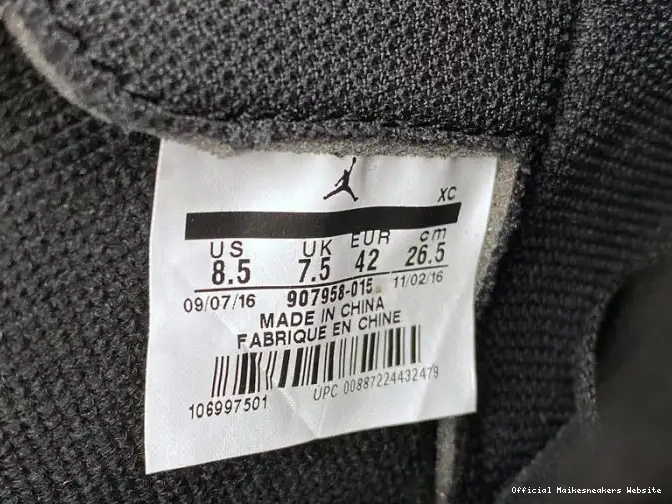 XC
US UK EUR cm
8.5 7.5 42 26.5
09/07/16 907958-015 11/02/16
MADE IN CHINA
FABRIQUE EN CHINE
106997501 UPC 00887224432479
Official Maikesneakers Website